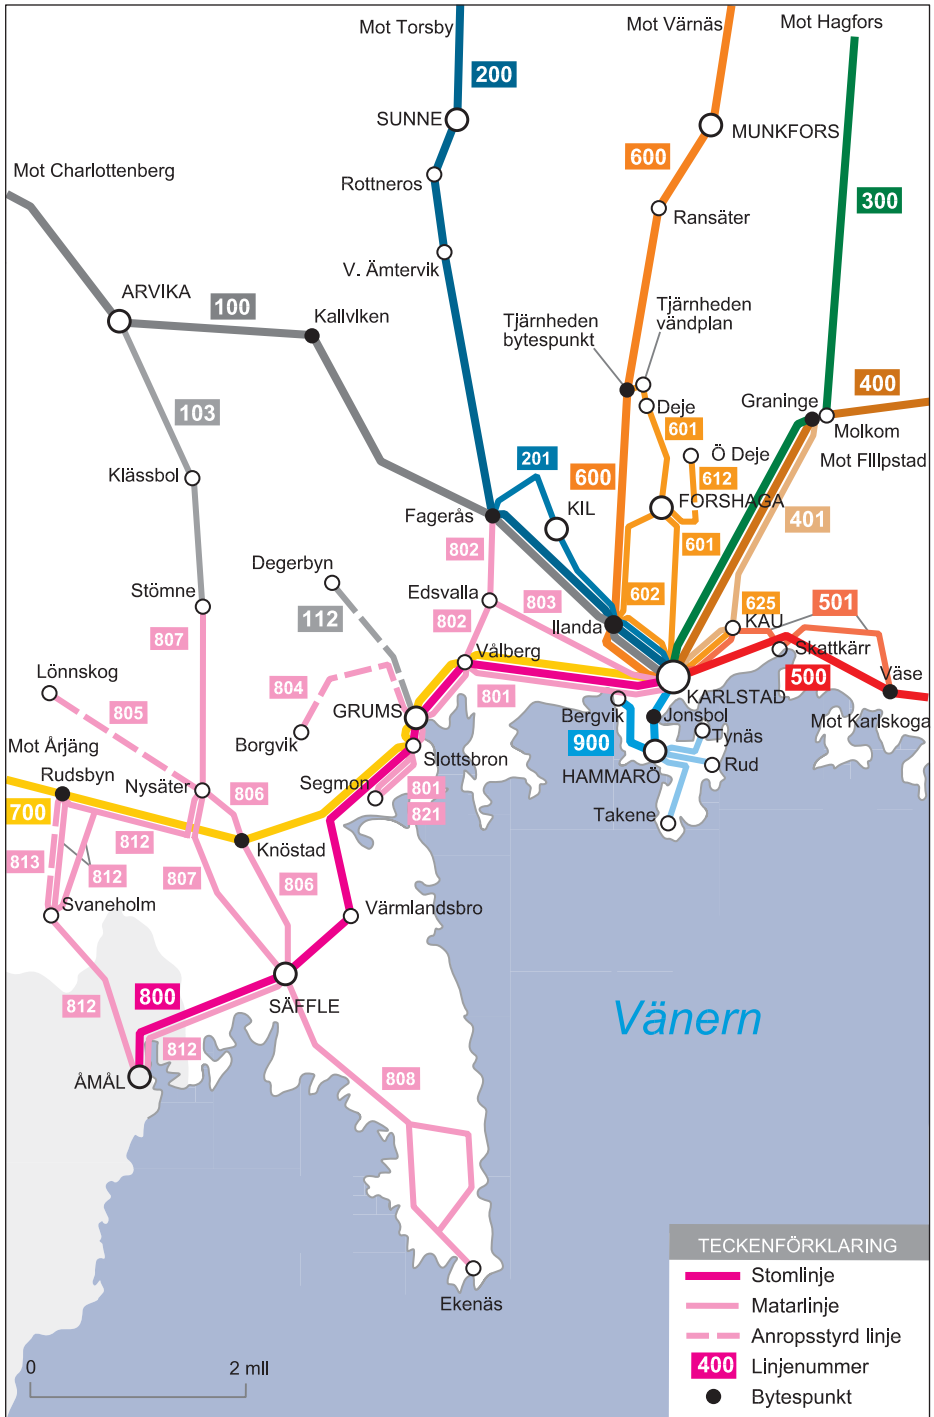 Mot Torsby
Mot Värnäs
Mot Hagfors
200
SUNNE
MUNKFORS
600
Mot Charlottenberg
Rottneros
Ransäter
300
V. Ämtervik
ARVIKA
100
Kallvlken
Tjärnheden
bytespunkt
Tjärnheden
vändplan
400
Graninge
103
Deje
601
Molkom
Mot FIlIpstad
Klässbol
201
600
Ö Deje
612
Fagerås
KIL
FORSHAGA
401
802
601
Degerbyn
Stömne
Edsvalla
803
602
625
501
112
807
802
Ilanda
KAU
Skattkärr
Lönnskog
Vålberg
804
801
500
Väse
805
GRUMS
KARLSTAD
Bergvik
Jonsbol
Mot Karlskoga
Borgvik
900
Tynäs
Mot Årjäng
Rudsbyn
Slottsbron
HAMMARÖ
Rud
Nysäter
806
Segmon
801
700
821
Takene
812
Knöstad
813
812
807
806
Svaneholm
Värmlandsbro
800
SÄFFLE
812
Vänern
812
ÅMÅL
808
Ekenäs
TECKENFÖRKLARING
Stomlinje
Matarlinje
Anropsstyrd linje
400 Linjenummer
Bytespunkt
0 2 mll